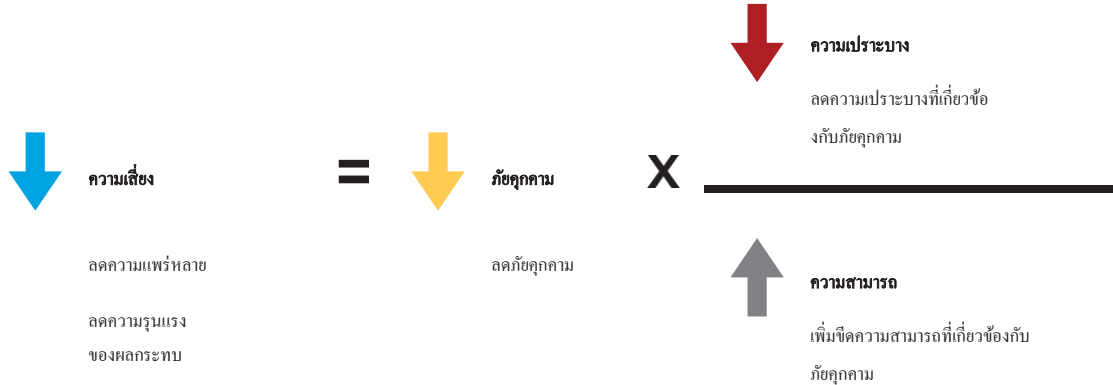 ความเสี่ยง
ลดความแพร่หลาย
ลดความรุนแรง
ของผลกระทบ
=
ภัยคุกคาม
ลดภัยคุกคาม
X
ความเปราะบาง
ลดความเปราะบางที่เกี่ยวข้อ
งกับภัยคุกคาม
ความสามารถ
เพิ่มขีดความสามารถที่เกี่ยวข้องกับ
ภัยคุกคาม